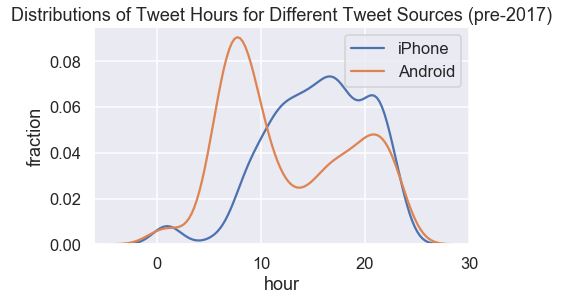 Distributions of Tweet Hours for Different Tweet Sources (pre-2017)
iPhone
Android
0.08
0.06
0.04
0.02
0.00
fraction
0 10 20 30
hour